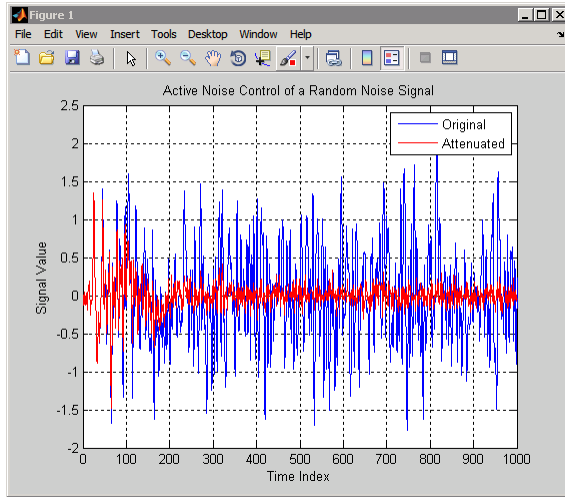 Figure 1
File Edit View Insert Tools Desktop Window Help
Active Noise Control of a Random Noise Signal
Original
Attenuated
Signal Value
2.5
2
1.5
1
0.5
0
-0.5
-1
-1.5
-2
0 100 200 300 400 500 600 700 800 900 1000
Time Index